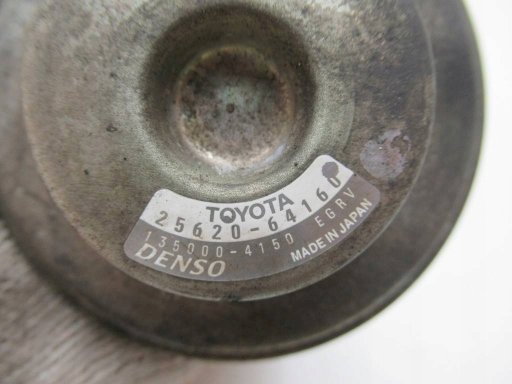 TOYOTA
25620-64160
135000-4150 EGRV
DENSO MADE IN JAPAN